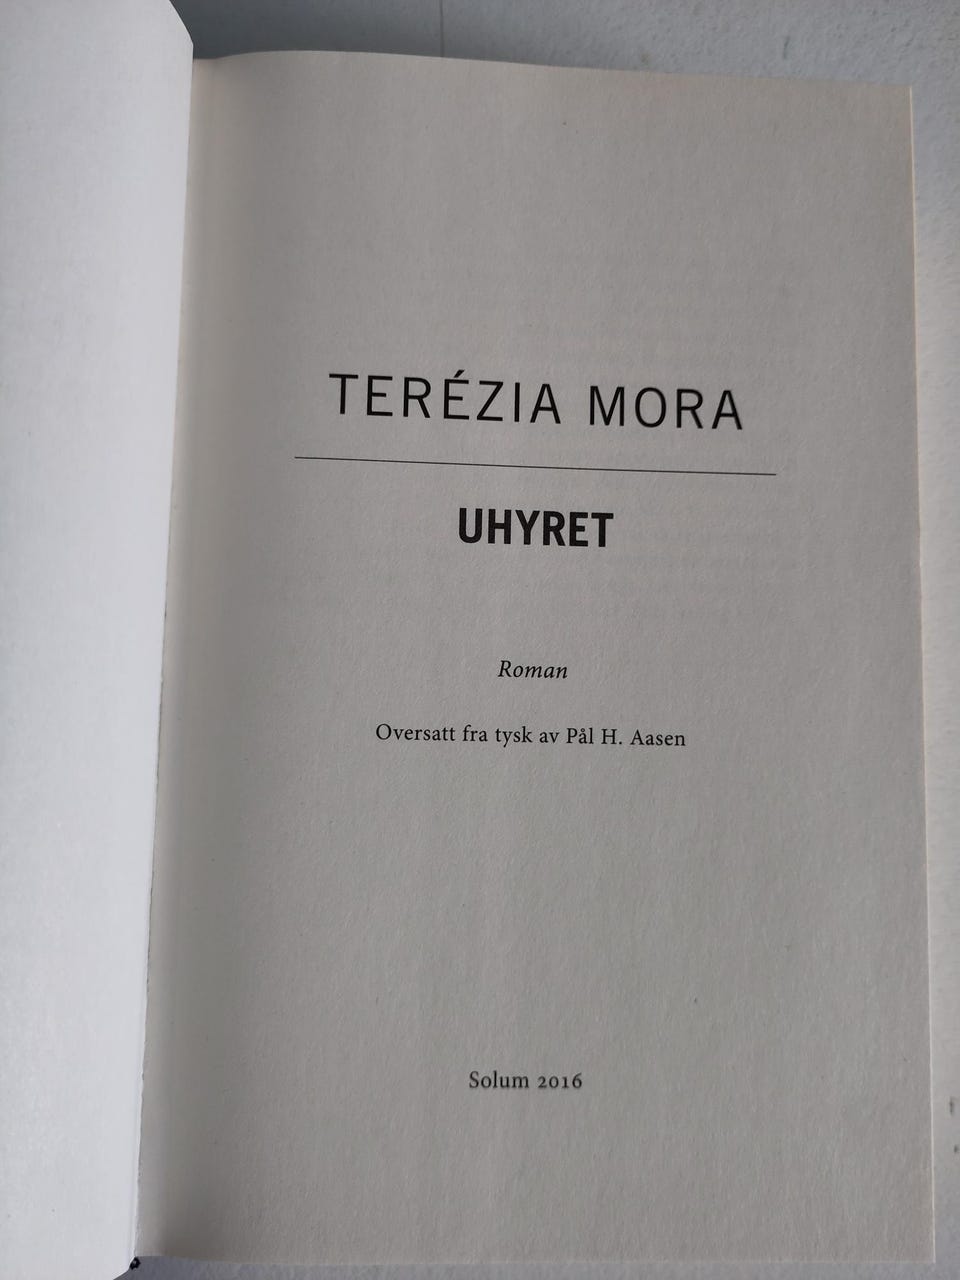 TERÉZIA MORA
UHYRET
Roman
Oversatt fra tysk av Pål H. Aasen
Solum 2016